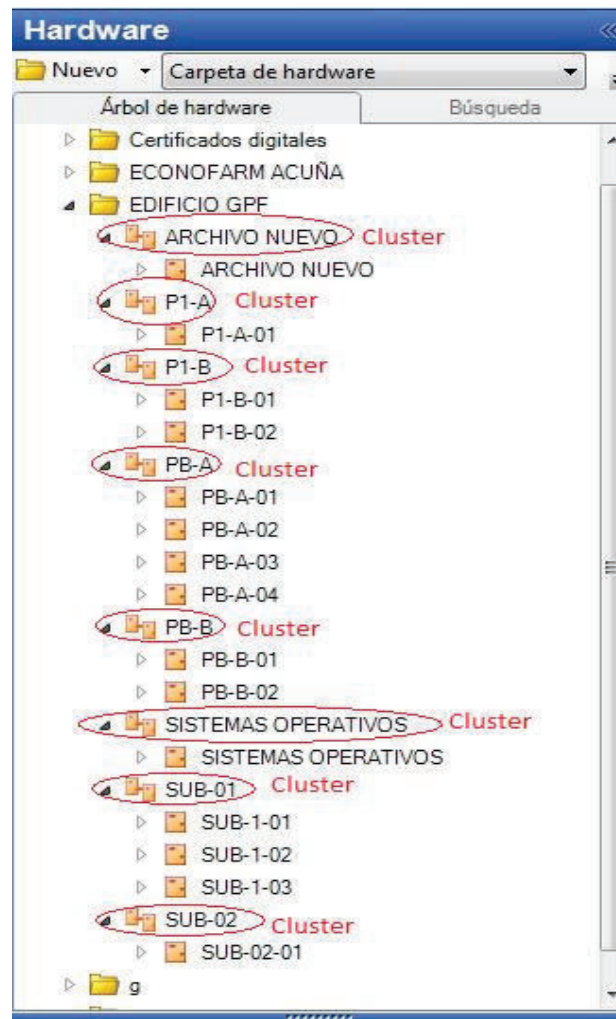 Hardware
Nuevo Carpeta de hardware
Árbol de hardware Búsqueda
Certificados digitales
ECONOFARM ACUÑA
EDIFICIO GPF
ARCHIVO NUEVO Cluster
ARCHIVO NUEVO
P1-A Cluster
P1-A-01
P1-B Cluster
P1-B-01
P1-B-02
PB-A Cluster
PB-A-01
PB-A-02
PB-A-03
PB-A-04
PB-B Cluster
PB-B-01
PB-B-02
SISTEMAS OPERATIVOS Cluster
SISTEMAS OPERATIVOS
SUB-01 Cluster
SUB-1-01
SUB-1-02
SUB-1-03
SUB-02 Cluster
SUB-02-01
g